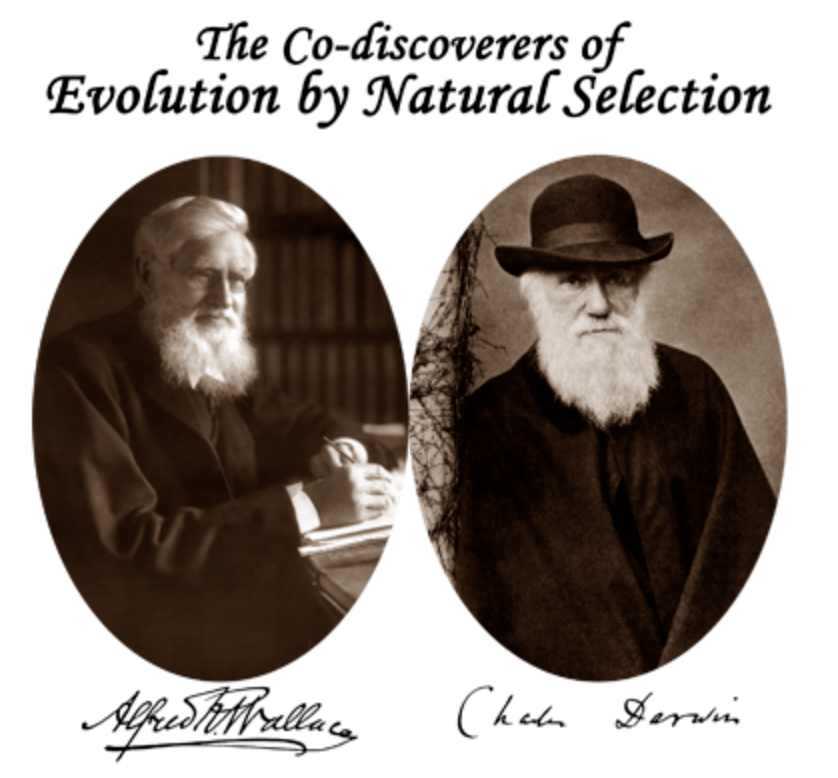 The Co-discoverers of
Evolution by Natural Selection
Alfred R. Wallace
Charles Darwin